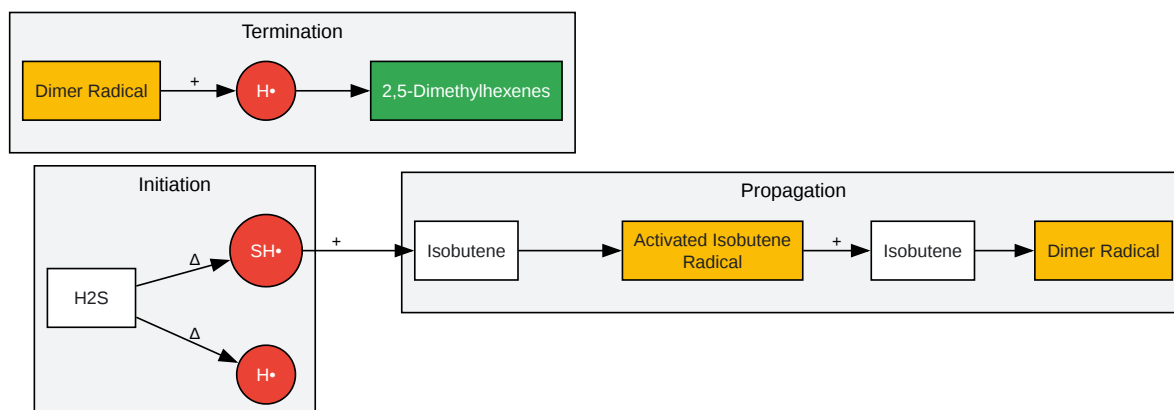 Termination
Dimer Radical
+
H•
2,5-Dimethylhexenes
Initiation
H2S
Δ
SH•
Δ
H•
+
Propagation
Isobutene
Activated Isobutene
Radical
+
Isobutene
Dimer Radical